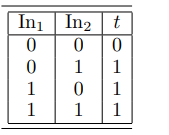 In₁ In₂ t
0 0 0
0 1 1
1 0 1
1 1 1